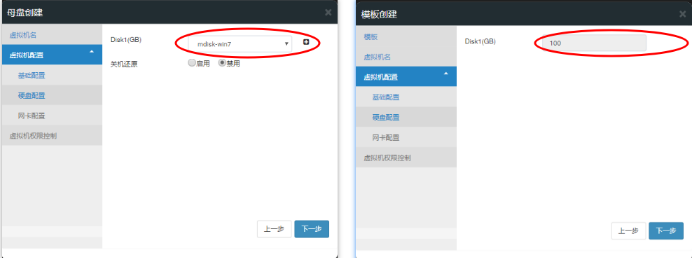 母盘创建
虚拟机名
虚拟机配置
基础配置
硬盘配置
网卡配置
虚拟机权限控制
Disk1(GB)
mdisk-win7
关机还原
启用 禁用
上一步 下一步
模板创建
模板
虚拟机名
虚拟机配置
基础配置
硬盘配置
网卡配置
虚拟机权限控制
Disk1(GB)
100
上一步 下一步